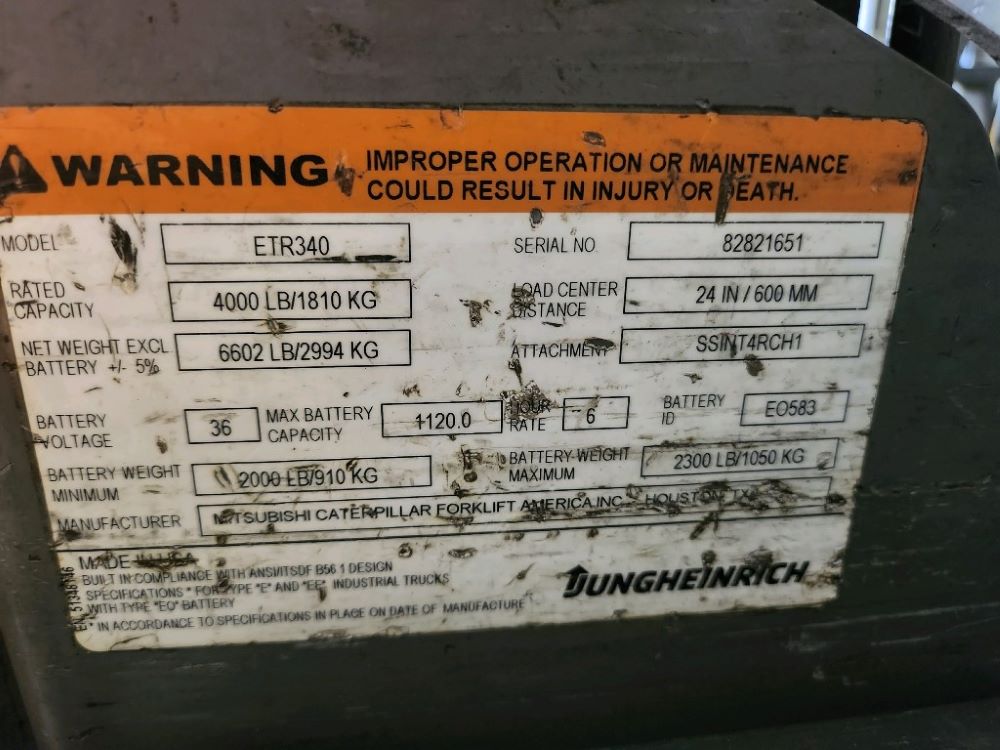 WARNING IMPROPER OPERATION OR MAINTENANCE
COULD RESULT IN INJURY OR DEATH.
MODEL ETR340 SERIAL NO. 82821651
RATED CAPACITY 4000 LB/1810 KG LOAD CENTER DISTANCE 24 IN / 600 MM
NET WEIGHT EXCL BATTERY +/- 5% 6602 LB/2994 KG ATTACHMENT SSINT4RCH1
BATTERY VOLTAGE 36 MAX BATTERY CAPACITY 1120.0 HOUR RATE 6 BATTERY ID EO583
BATTERY WEIGHT MINIMUM 2000 LB/910 KG BATTERY WEIGHT MAXIMUM 2300 LB/1050 KG
MANUFACTURER MITSUBISHI CATERPILLAR FORKLIFT AMERICA INC. HOUSTON, TX
MADE IN USA
BUILT IN COMPLIANCE WITH ANSI/ITSDF B56.1 DESIGN
SPECIFICATIONS * FOR TYPE "E" AND "EE" INDUSTRIAL TRUCKS
WITH TYPE "EO" BATTERY
* IN ACCORDANCE TO SPECIFICATIONS IN PLACE ON DATE OF MANUFACTURE
JUNGHEINRICH